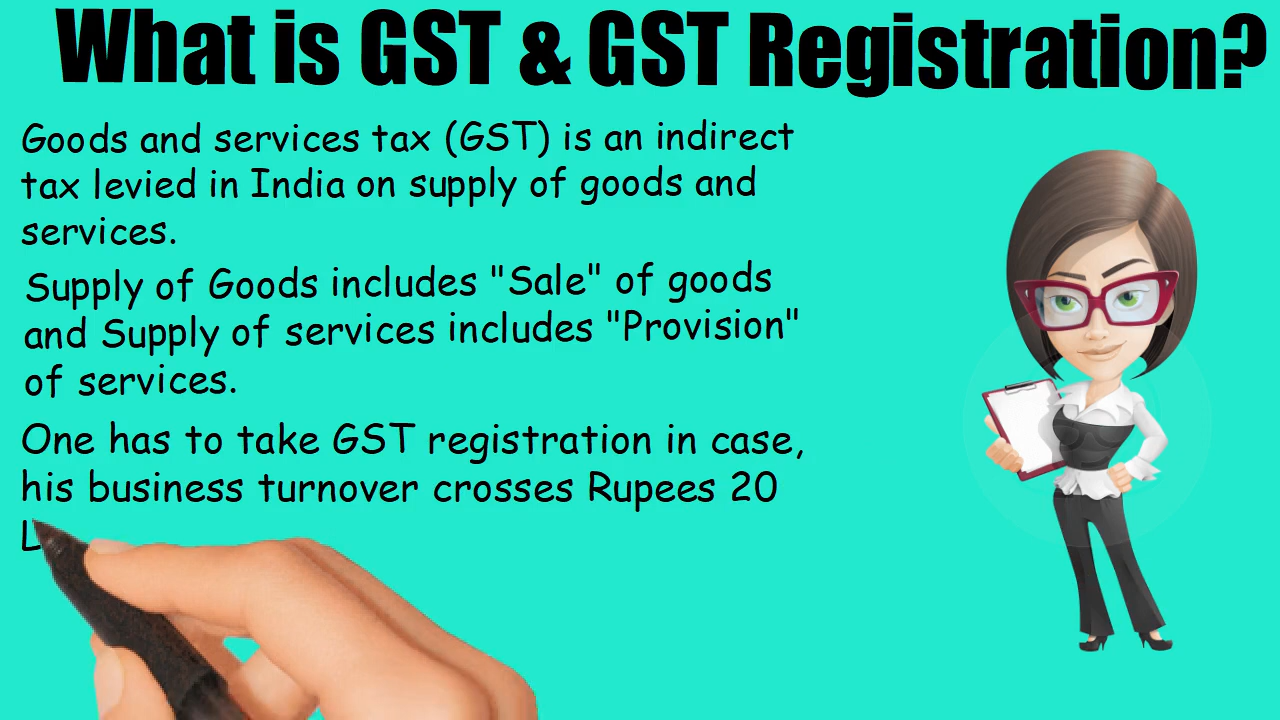 What is GST & GST Registration?
Goods and services tax (GST) is an indirect
tax levied in India on supply of goods and
services.
Supply of Goods includes "Sale" of goods
and Supply of services includes "Provision"
of services.
One has to take GST registration in case,
his business turnover crosses Rupees 20
L